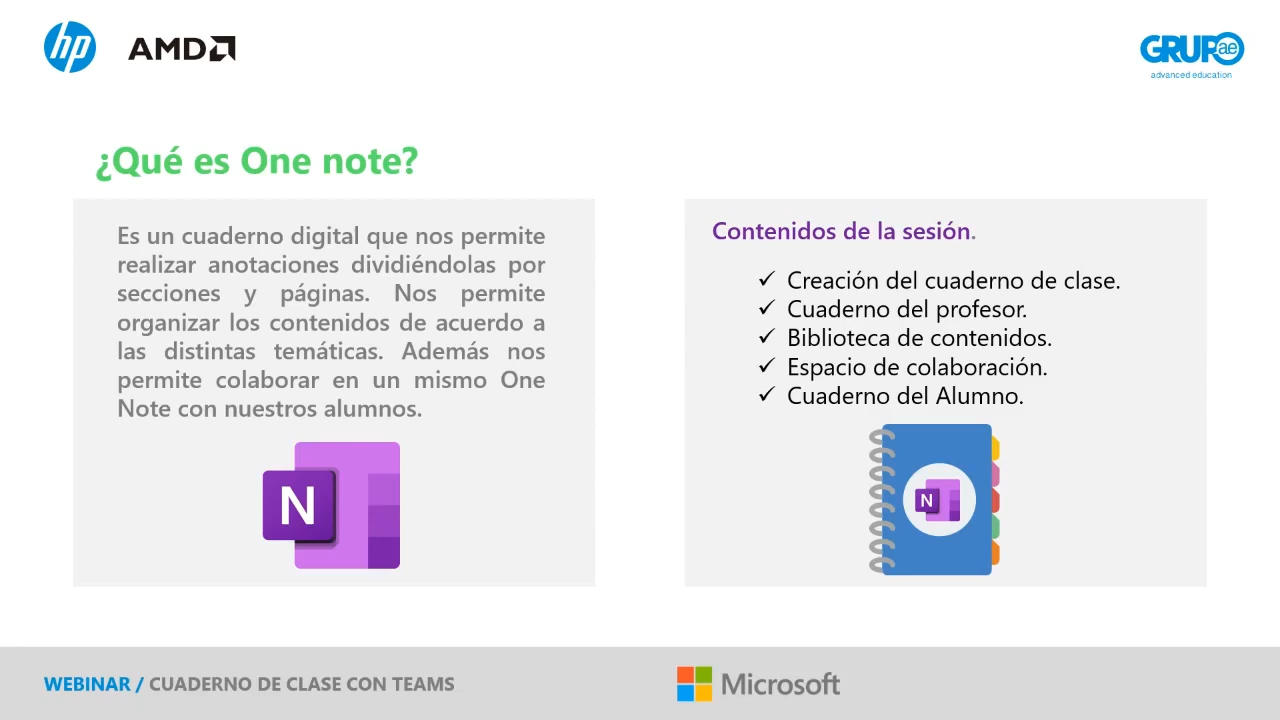 hp
AMD
GRUPae
advanced education
¿Qué es One note?
Es un cuaderno digital que nos permite
realizar anotaciones dividiéndolas por
secciones y páginas. Nos permite
organizar los contenidos de acuerdo a
las distintas temáticas. Además nos
permite colaborar en un mismo One
Note con nuestros alumnos.
N
Contenidos de la sesión.
✓ Creación del cuaderno de clase.
✓ Cuaderno del profesor.
✓ Biblioteca de contenidos.
✓ Espacio de colaboración.
✓ Cuaderno del Alumno.
N
WEBINAR / CUADERNO DE CLASE CON TEAMS
Microsoft